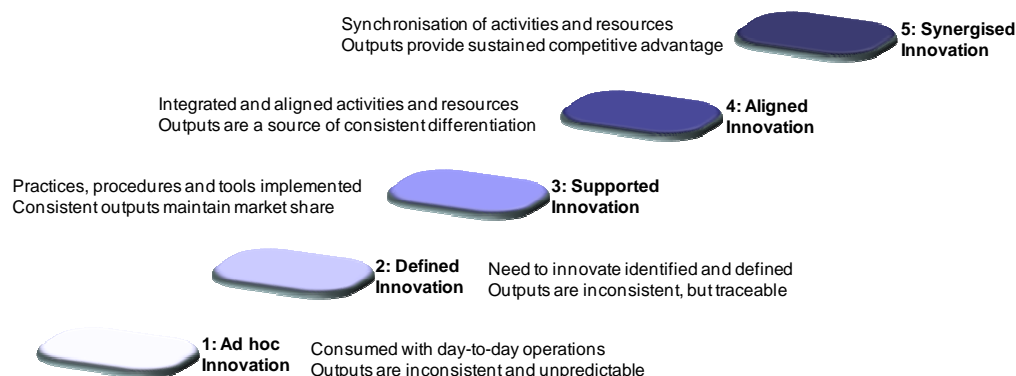 Synchronisation of activities and resources
Outputs provide sustained competitive advantage
5: Synergised
Innovation
Integrated and aligned activities and resources
Outputs are a source of consistent differentiation
4: Aligned
Innovation
Practices, procedures and tools implemented
Consistent outputs maintain market share
3: Supported
Innovation
2: Defined
Innovation
Need to innovate identified and defined
Outputs are inconsistent, but traceable
1: Ad hoc
Innovation
Consumed with day-to-day operations
Outputs are inconsistent and unpredictable